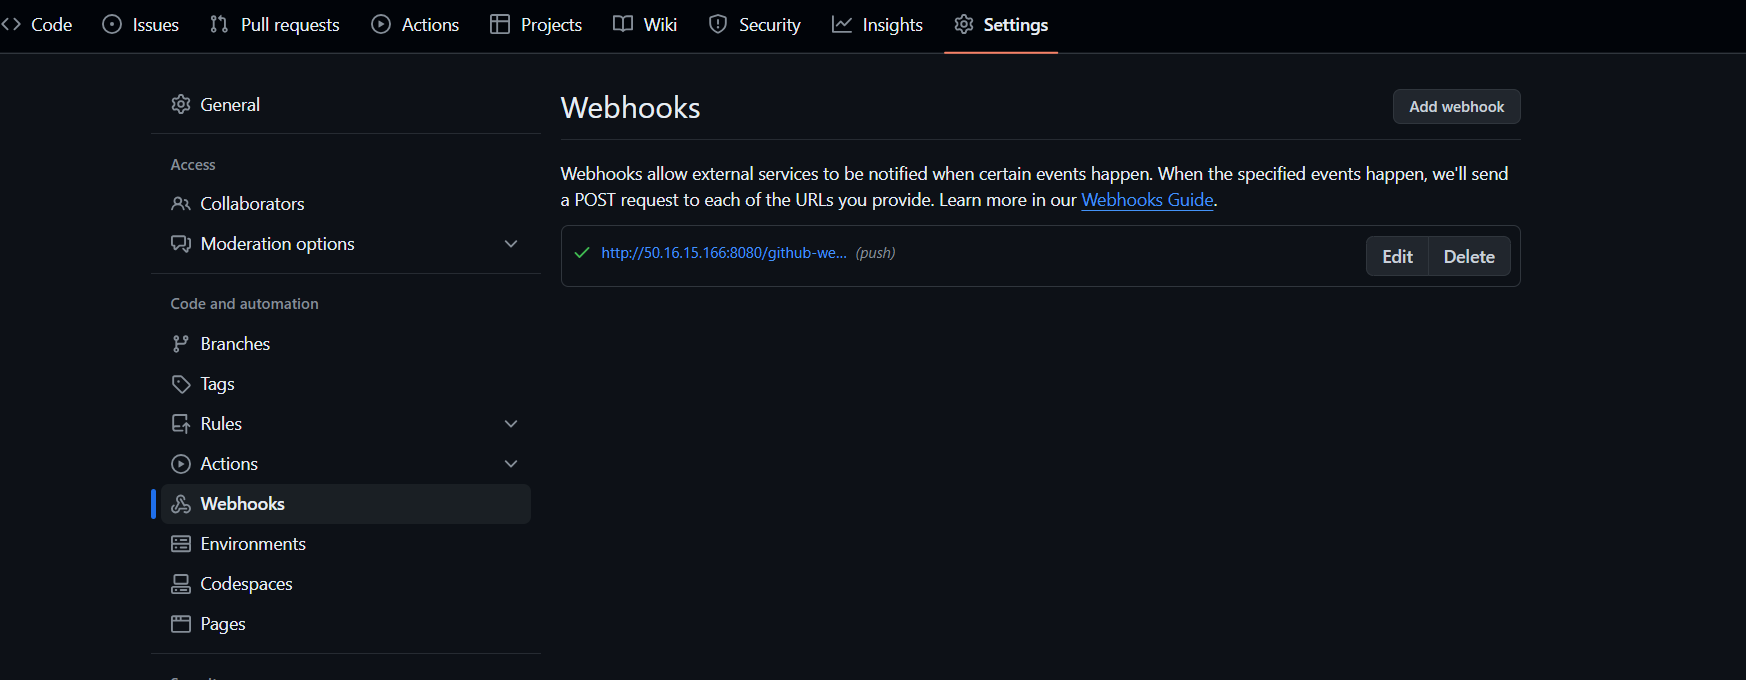 Code Issues Pull requests Actions Projects Wiki Security Insights Settings
General
Access
Collaborators
Moderation options
Code and automation
Branches
Tags
Rules
Actions
Webhooks
Environments
Codespaces
Pages
Webhooks
Add webhook
Webhooks allow external services to be notified when certain events happen. When the specified events happen, we'll send
a POST request to each of the URLs you provide. Learn more in our Webhooks Guide.
http://50.16.15.166:8080/github-we... (push)
Edit Delete